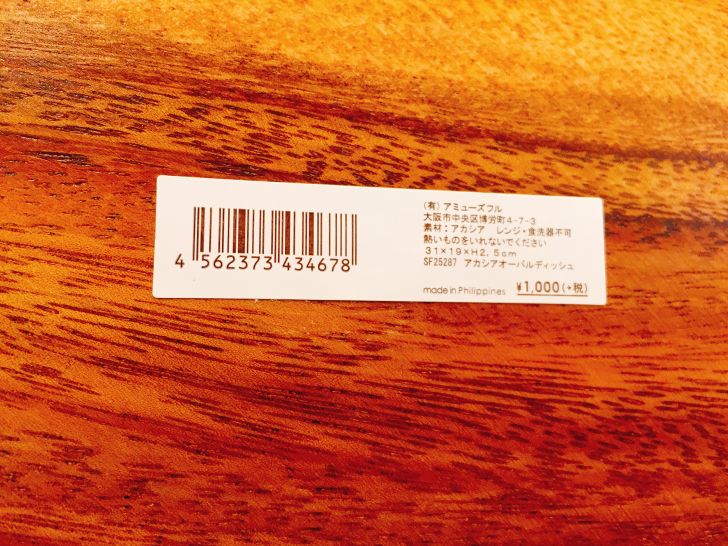 4 562373 434678
(有)アミューズフル
大阪市中央区博労町4-7-3
素材:アカシア レンジ・食洗器不可
熱いものをいれないでください
31×19×H2.5cm
SF25287 アカシアオーバルディッシュ
made in Philippines ¥1,000(+税)